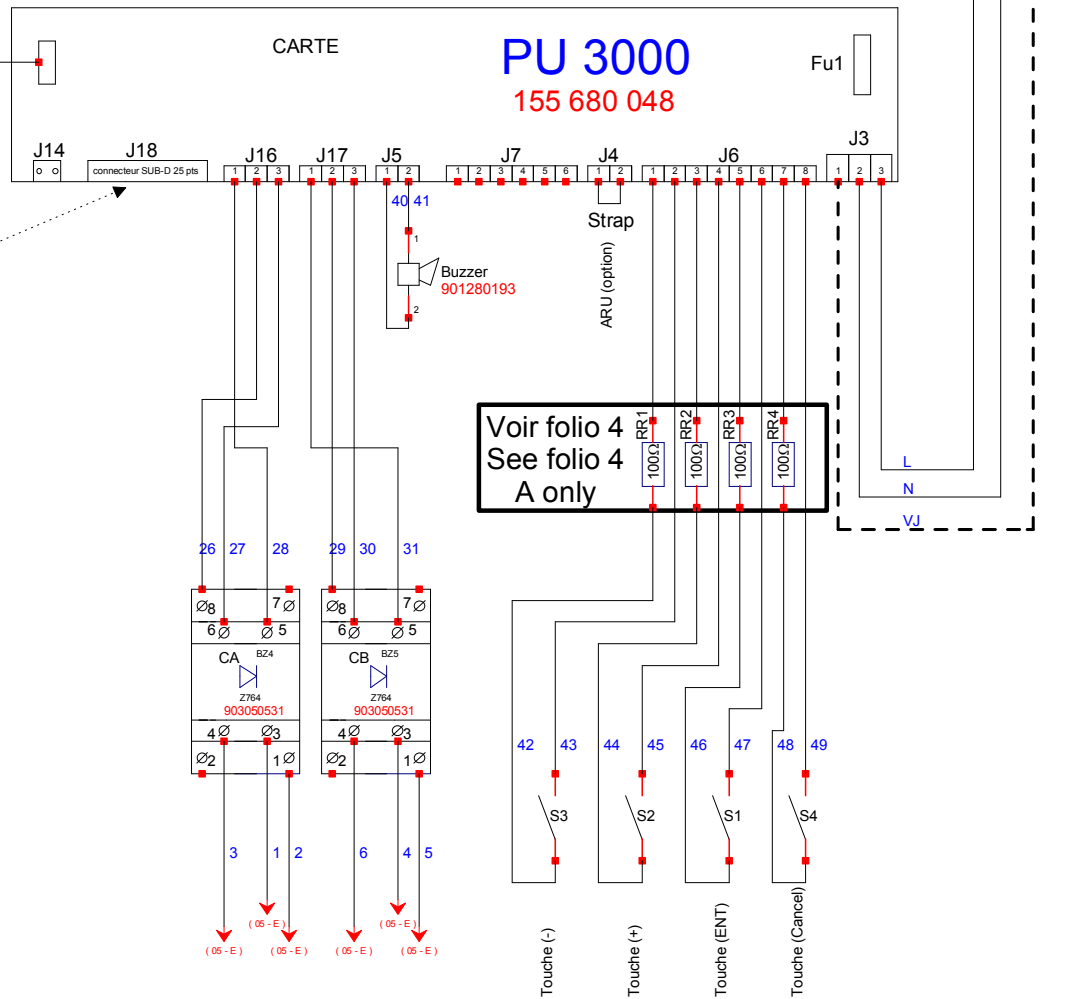 CARTE
PU 3000
155 680 048
Fu1
J14
J18
connecteur SUB-D 25 pts
J16
1 2 3
J17
1 2 3
J5
1 2
J7
1 2 3 4 5 6
J4
1 2
J6
1 2 3 4 5 6 7 8
J3
1 2 3
40 41
1
Buzzer
901280193
2
Strap
ARU (option)
Voir folio 4
See folio 4
A only
RR1
100Ω
RR2
100Ω
RR3
100Ω
RR4
100Ω
L
N
VJ
26 27 28
29 30 31
8 7
6 5
CA BZ4
Z764
903050531
4 3
2 1
8 7
6 5
CB BZ5
Z764
903050531
4 3
2 1
3 1 2
6 4 5
( 05 - E )
( 05 - E )
( 05 - E )
( 05 - E )
( 05 - E )
( 05 - E )
42 43 44 45 46 47 48 49
S3 S2 S1 S4
Touche (-)
Touche (+)
Touche (ENT)
Touche (Cancel)